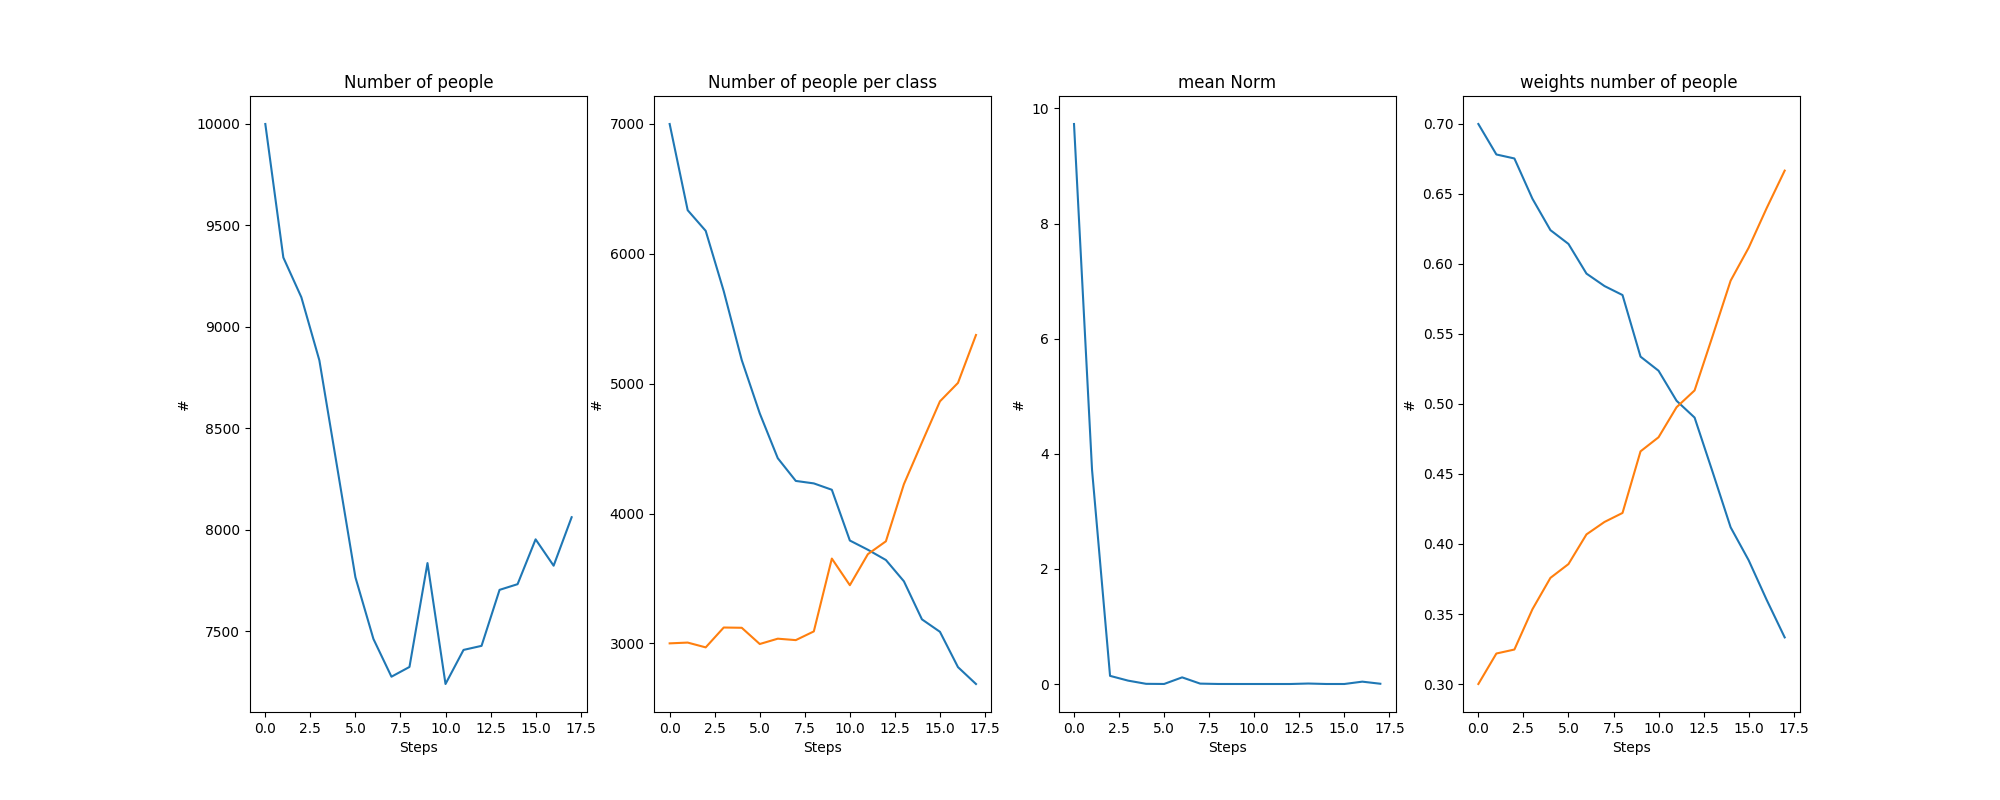 Number of people
10000
9500
9000
8500
8000
7500
#
0.0 2.5 5.0 7.5 10.0 12.5 15.0 17.5
Steps
Number of people per class
7000
6000
5000
4000
3000
#
0.0 2.5 5.0 7.5 10.0 12.5 15.0 17.5
Steps
mean Norm
10
8
6
4
2
0
#
0.0 2.5 5.0 7.5 10.0 12.5 15.0 17.5
Steps
weights number of people
0.70
0.65
0.60
0.55
0.50
0.45
0.40
0.35
0.30
#
0.0 2.5 5.0 7.5 10.0 12.5 15.0 17.5
Steps